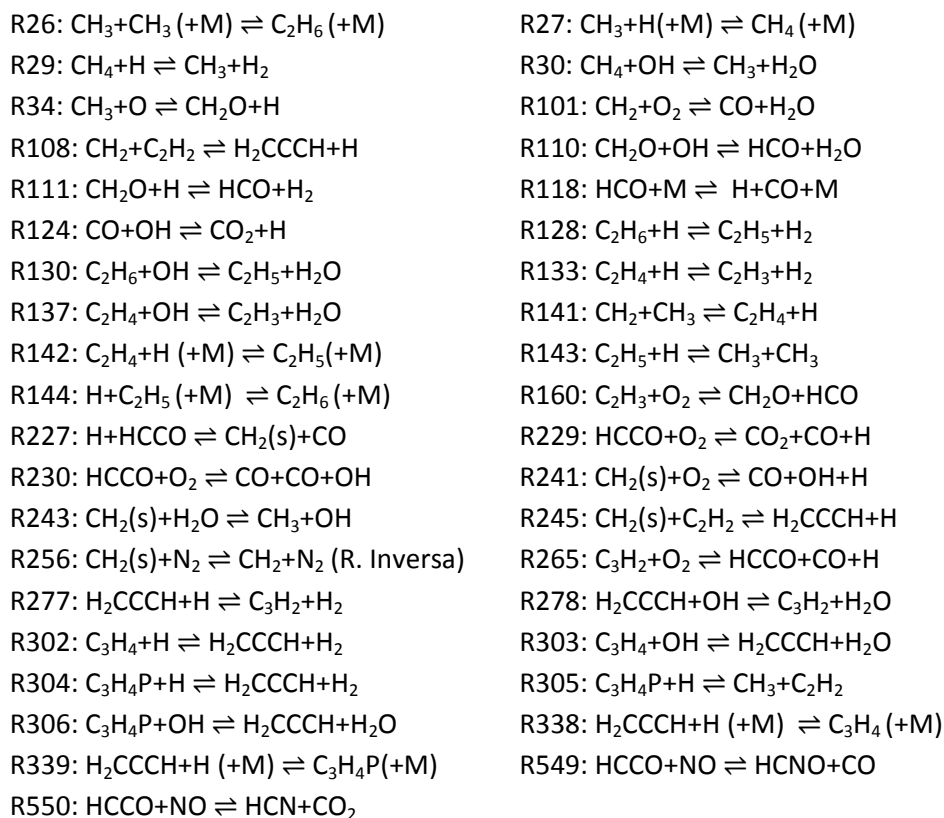 R26: CH₃+CH₃ (+M) ⇌ C₂H₆ (+M) R27: CH₃+H(+M) ⇌ CH₄ (+M)
R29: CH₄+H ⇌ CH₃+H₂ R30: CH₄+OH ⇌ CH₃+H₂O
R34: CH₃+O ⇌ CH₂O+H R101: CH₂+O₂ ⇌ CO+H₂O
R108: CH₂+C₂H₂ ⇌ H₂CCCH+H R110: CH₂O+OH ⇌ HCO+H₂O
R111: CH₂O+H ⇌ HCO+H₂ R118: HCO+M ⇌ H+CO+M
R124: CO+OH ⇌ CO₂+H R128: C₂H₆+H ⇌ C₂H₅+H₂
R130: C₂H₆+OH ⇌ C₂H₅+H₂O R133: C₂H₄+H ⇌ C₂H₃+H₂
R137: C₂H₄+OH ⇌ C₂H₃+H₂O R141: CH₂+CH₃ ⇌ C₂H₄+H
R142: C₂H₄+H (+M) ⇌ C₂H₅(+M) R143: C₂H₅+H ⇌ CH₃+CH₃
R144: H+C₂H₅ (+M) ⇌ C₂H₆ (+M) R160: C₂H₃+O₂ ⇌ CH₂O+HCO
R227: H+HCCO ⇌ CH₂(s)+CO R229: HCCO+O₂ ⇌ CO₂+CO+H
R230: HCCO+O₂ ⇌ CO+CO+OH R241: CH₂(s)+O₂ ⇌ CO+OH+H
R243: CH₂(s)+H₂O ⇌ CH₃+OH R245: CH₂(s)+C₂H₂ ⇌ H₂CCCH+H
R256: CH₂(s)+N₂ ⇌ CH₂+N₂ (R. Inversa) R265: C₃H₂+O₂ ⇌ HCCO+CO+H
R277: H₂CCCH+H ⇌ C₃H₂+H₂ R278: H₂CCCH+OH ⇌ C₃H₂+H₂O
R302: C₃H₄+H ⇌ H₂CCCH+H₂ R303: C₃H₄+OH ⇌ H₂CCCH+H₂O
R304: C₃H₄P+H ⇌ H₂CCCH+H₂ R305: C₃H₄P+H ⇌ CH₃+C₂H₂
R306: C₃H₄P+OH ⇌ H₂CCCH+H₂O R338: H₂CCCH+H (+M) ⇌ C₃H₄ (+M)
R339: H₂CCCH+H (+M) ⇌ C₃H₄P(+M) R549: HCCO+NO ⇌ HCNO+CO
R550: HCCO+NO ⇌ HCN+CO₂